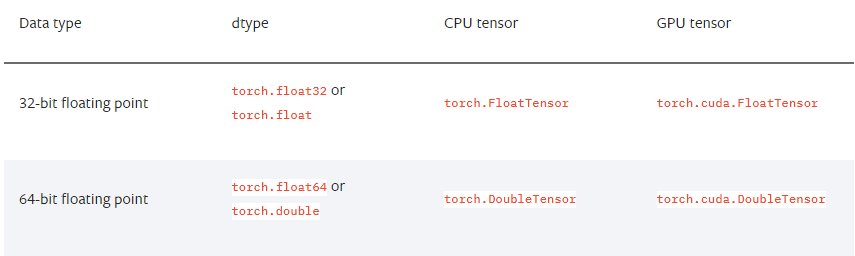 Data type dtype CPU tensor GPU tensor
32-bit floating point torch.float32 or torch.float torch.FloatTensor torch.cuda.FloatTensor
64-bit floating point torch.float64 or torch.double torch.DoubleTensor torch.cuda.DoubleTensor